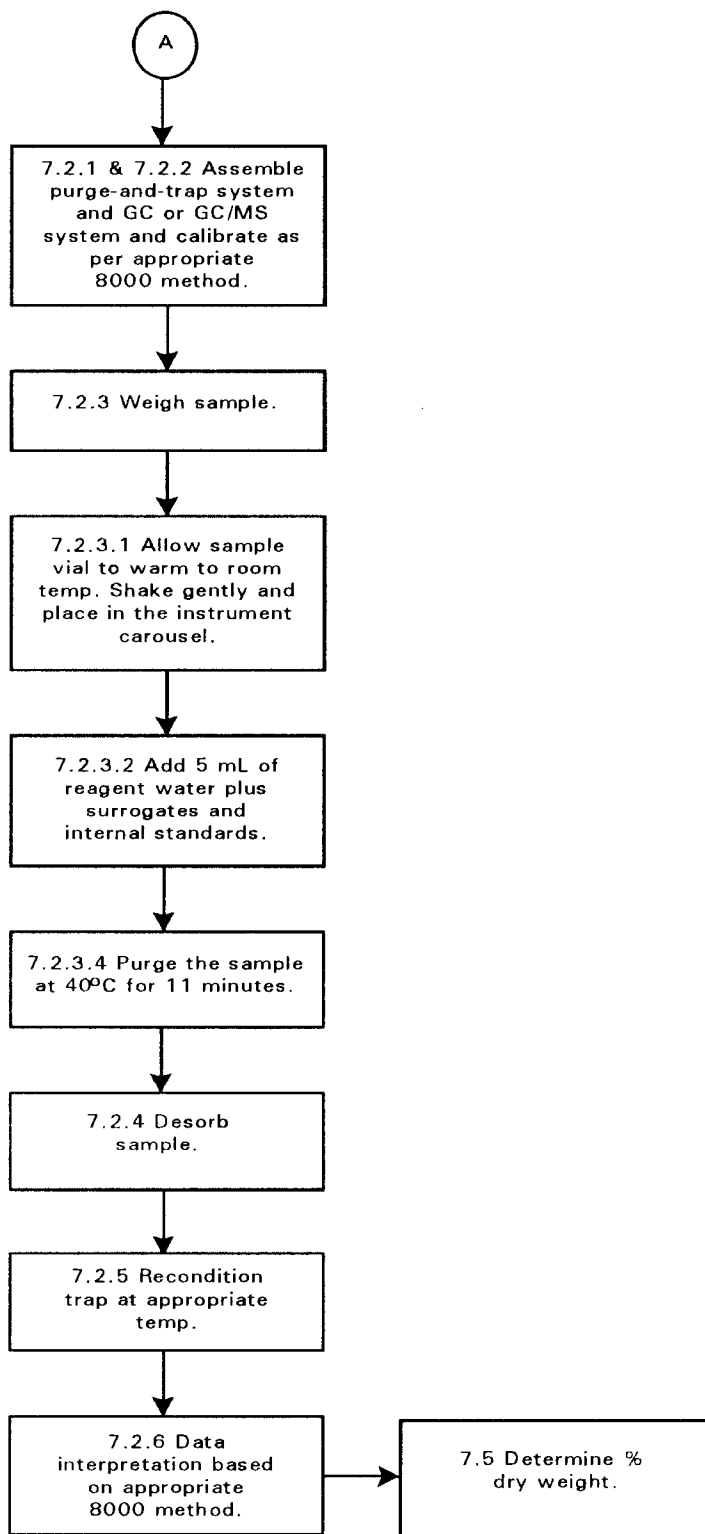 A
7.2.1 & 7.2.2 Assemble
purge-and-trap system
and GC or GC/MS
system and calibrate as
per appropriate
8000 method.
7.2.3 Weigh sample.
7.2.3.1 Allow sample
vial to warm to room
temp. Shake gently and
place in the instrument
carousel.
7.2.3.2 Add 5 mL of
reagent water plus
surrogates and
internal standards.
7.2.3.4 Purge the sample
at 40ºC for 11 minutes.
7.2.4 Desorb
sample.
7.2.5 Recondition
trap at appropriate
temp.
7.2.6 Data
interpretation based
on appropriate
8000 method.
7.5 Determine %
dry weight.